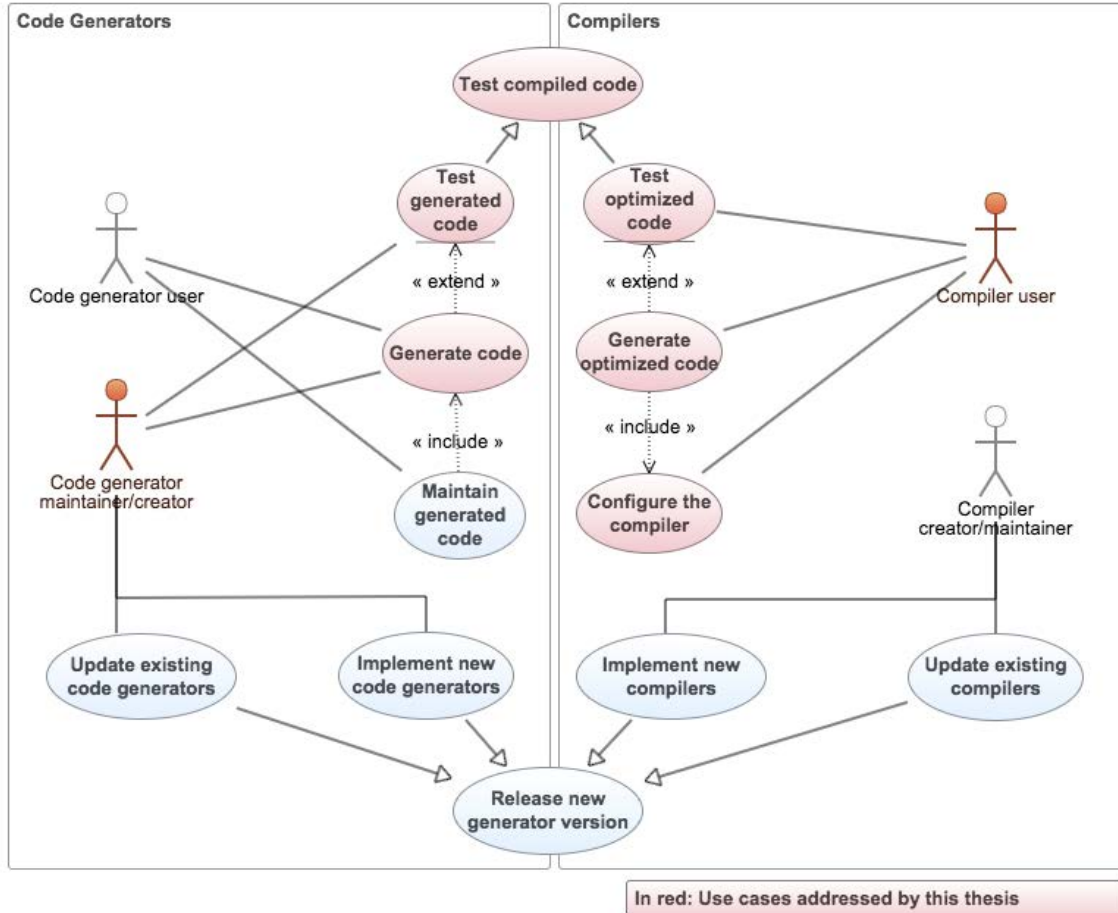 Code Generators
Compilers
Test compiled code
Test
generated
code
Test
optimized
code
Code generator user
« extend »
« extend »
Compiler user
Generate code
Generate
optimized code
« include »
« include »
Code generator
maintainer/creator
Maintain
generated
code
Configure the
compiler
Compiler
creator/maintainer
Update existing
code generators
Implement new
code generators
Implement new
compilers
Update existing
compilers
Release new
generator version
In red: Use cases addressed by this thesis